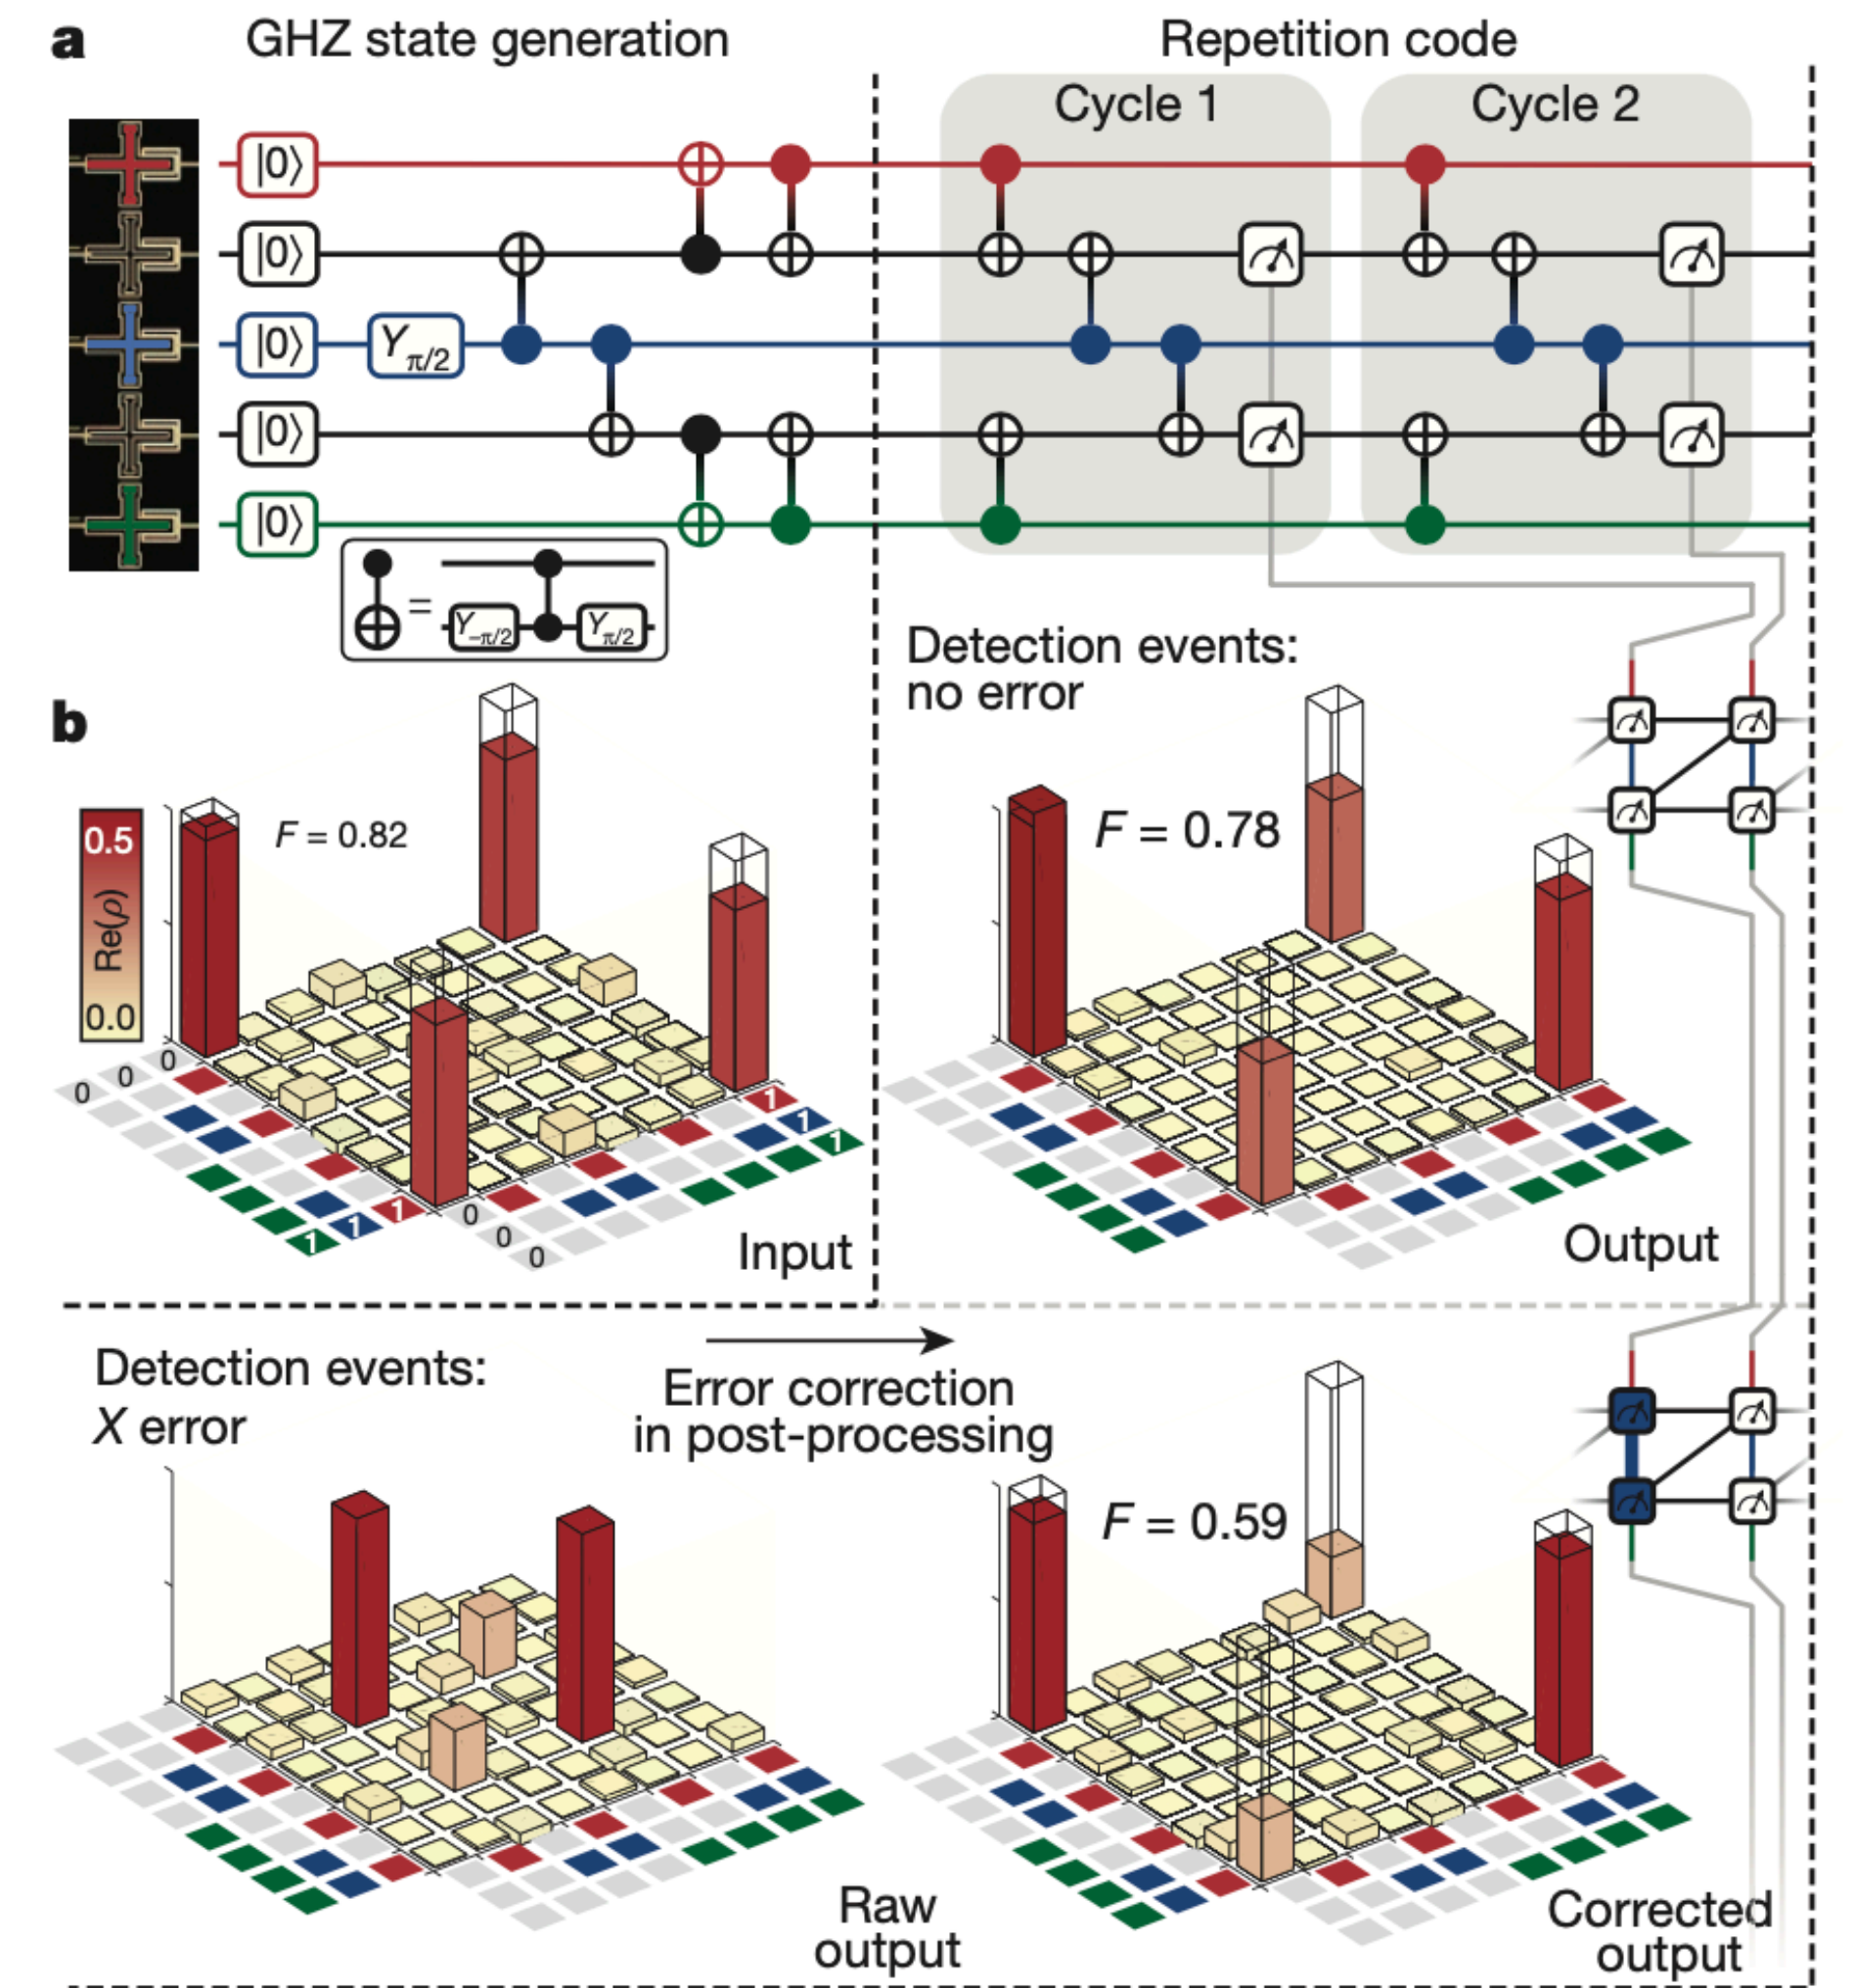 a
GHZ state generation
Repetition code
Cycle 1
Cycle 2
|0⟩
|0⟩
|0⟩
Yπ/2
|0⟩
|0⟩
=
Y−π/2
Yπ/2
Detection events:
no error
b
0.5
Re(ρ)
0.0
F = 0.82
F = 0.78
0
0
0
1
1
1
1
1
1
0
0
0
Input
Output
Detection events:
X error
Error correction
in post-processing
F = 0.59
Raw
output
Corrected
output